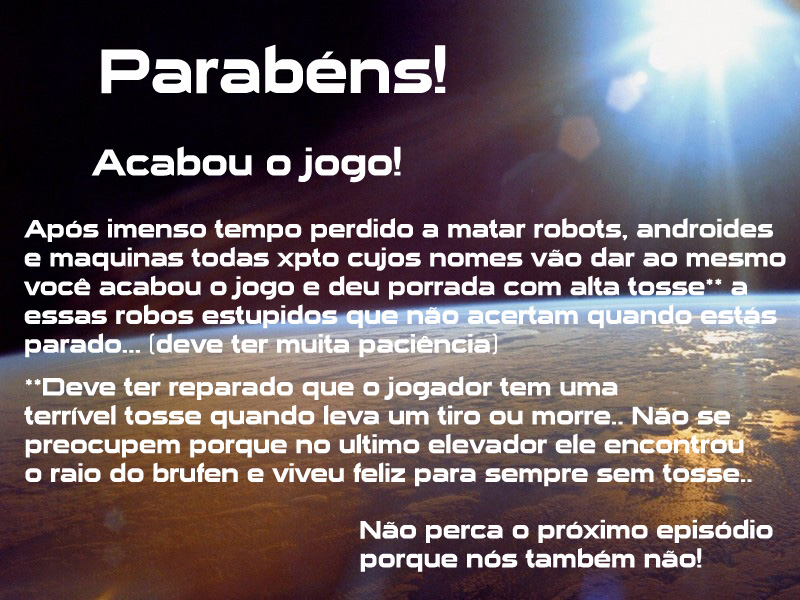 Parabéns!
Acabou o jogo!
Após imenso tempo perdido a matar robots, androides
e maquinas todas xpto cujos nomes vão dar ao mesmo
você acabou o jogo e deu porrada com alta tosse** a
essas robos estupidos que não acertam quando estás
parado... (deve ter muita paciência)
**Deve ter reparado que o jogador tem uma
terrível tosse quando leva um tiro ou morre.. Não se
preocupem porque no ultimo elevador ele encontrou
o raio do brufen e viveu feliz para sempre sem tosse..
Não perca o próximo episódio
porque nós também não!